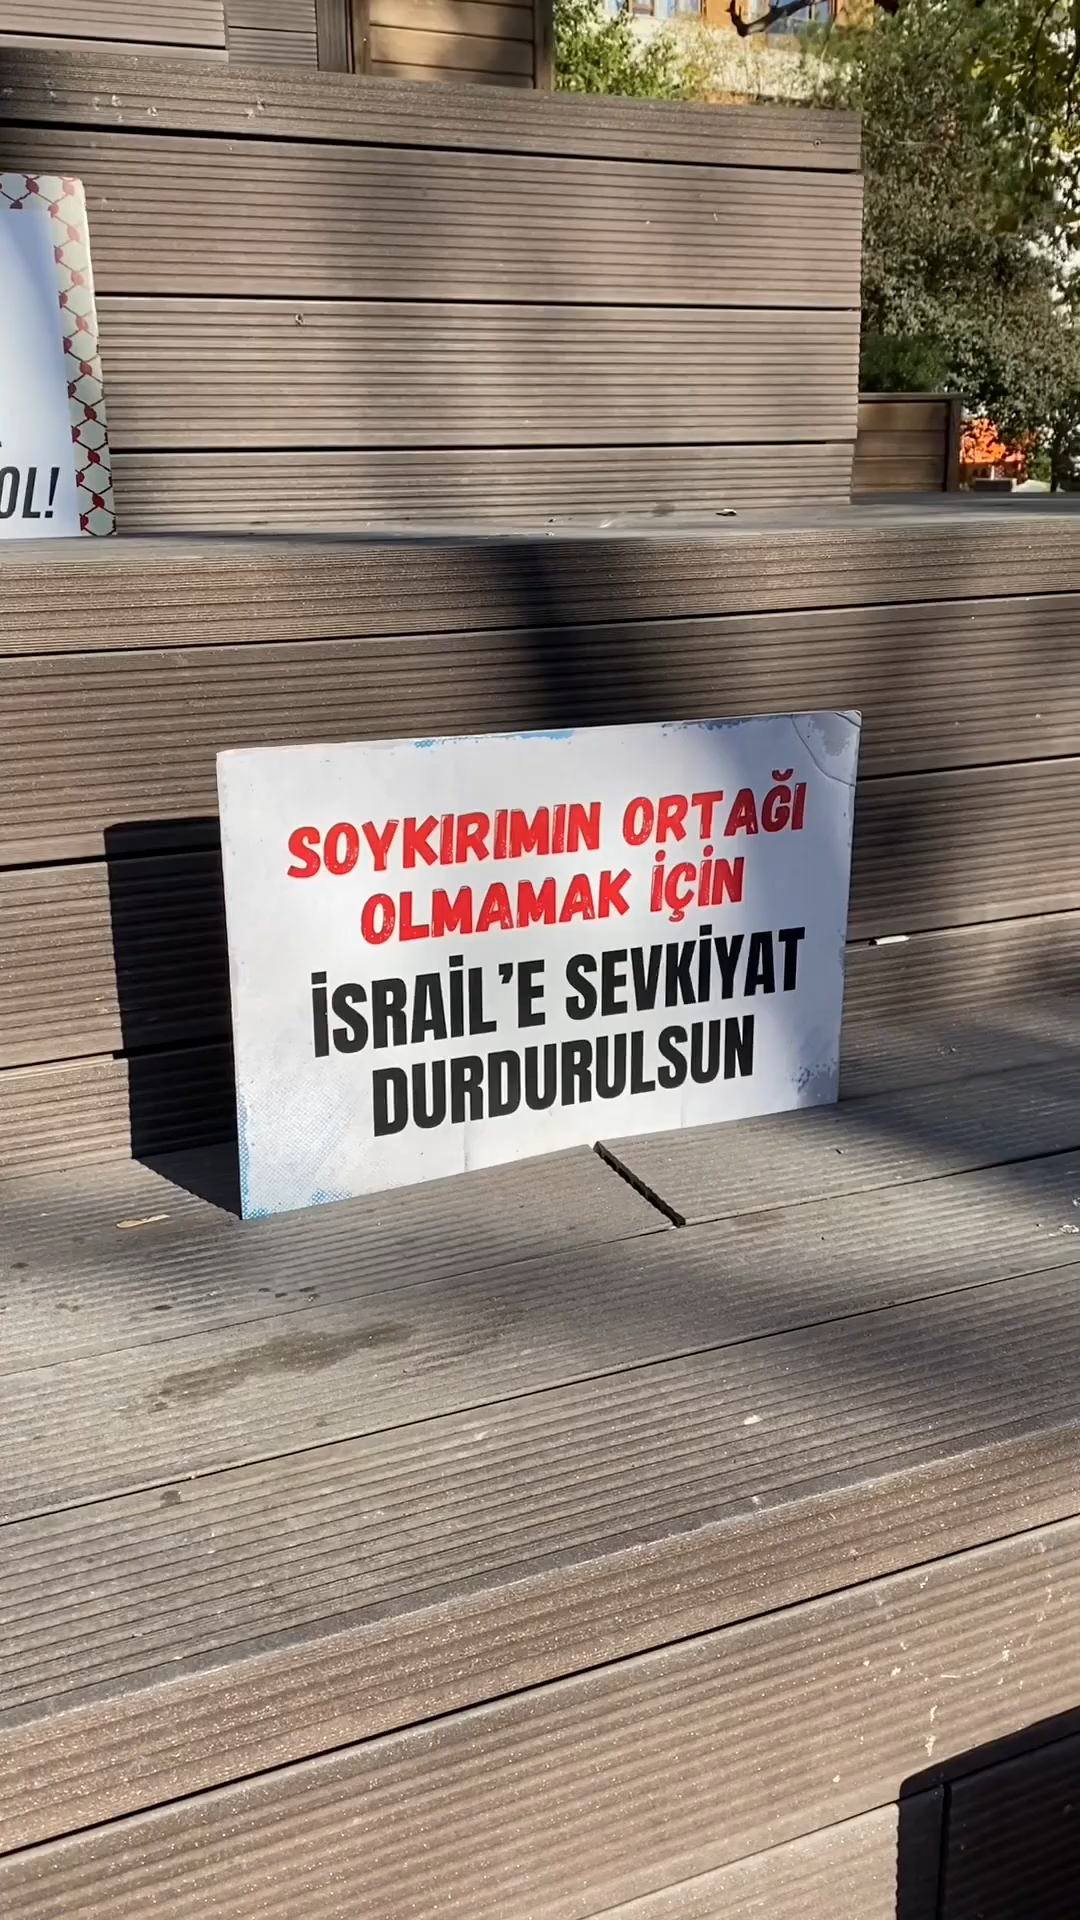 OL!
SOYKIRIMIN ORTAĞI
OLMAMAK İÇİN
İSRAİL'E SEVKİYAT
DURDURULSUN